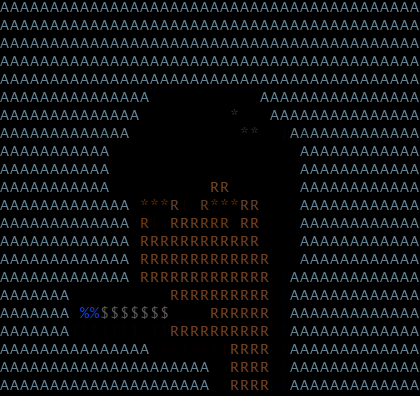 AAAAAAAAAAAAAAAAAAAAAAAAAAAAAAAAAAAAAAAAAA
AAAAAAAAAAAAAAAAAAAAAAAAAAAAAAAAAAAAAAAAAA
AAAAAAAAAAAAAAAAAAAAAAAAAAAAAAAAAAAAAAAAAA
AAAAAAAAAAAAAAAAAAAAAAAAAAAAAAAAAAAAAAAAAA
AAAAAAAAAAAAAAAAAAAAAAAAAAAAAAAAAAAAAAAAAA
AAAAAAAAAAAAAAA           AAAAAAAAAAAAAAAA
AAAAAAAAAAAAAA         *   AAAAAAAAAAAAAAA
AAAAAAAAAAAAA           **   AAAAAAAAAAAAA
AAAAAAAAAAA                   AAAAAAAAAAAA
AAAAAAAAAAA                   AAAAAAAAAAAA
AAAAAAAAAAA          RR       AAAAAAAAAAAA
AAAAAAAAAAAAA ***R  R***RR    AAAAAAAAAAAA
AAAAAAAAAAAAA R  RRRRRR RR    AAAAAAAAAAAA
AAAAAAAAAAAAA RRRRRRRRRRRR    AAAAAAAAAAAA
AAAAAAAAAAAAA RRRRRRRRRRRRR   AAAAAAAAAAAA
AAAAAAAAAAAAA RRRRRRRRRRRRR  AAAAAAAAAAAAA
AAAAAAA          RRRRRRRRRR  AAAAAAAAAAAAA
AAAAAAA %%$$$$$$$    RRRRRR  AAAAAAAAAAAAA
AAAAAAA          RRRRRRRRRR  AAAAAAAAAAAAA
AAAAAAAAAAAAAAA        RRRR  AAAAAAAAAAAAA
AAAAAAAAAAAAAAAAAAAAA  RRRR  AAAAAAAAAAAAA
AAAAAAAAAAAAAAAAAAAAA  RRRR  AAAAAAAAAAAAA